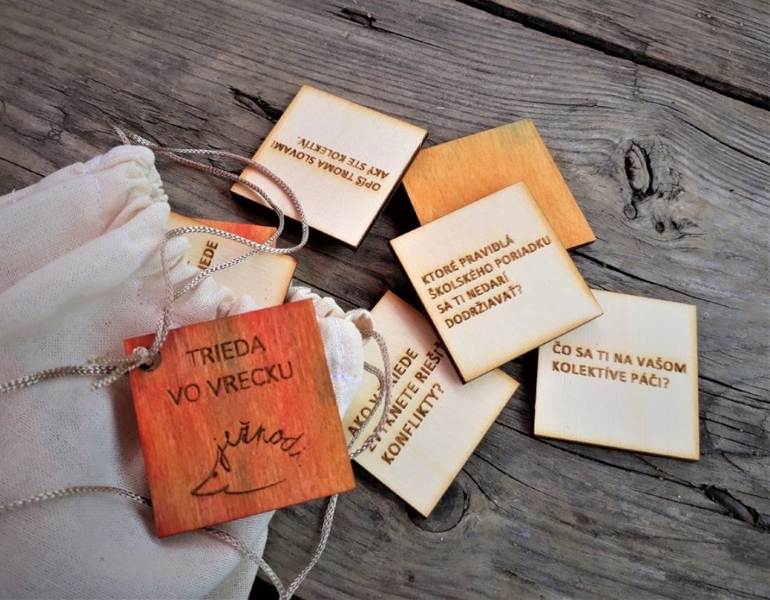 OPÍŠ TROMA SLOVAMI
AKÝ STE KOLEKTÍV.
KTORÉ PRAVIDLÁ
ŠKOLSKÉHO PORIADKU
SA TI NEDARÍ
DODRŽIAVAŤ?
ČO SA TI NA VAŠOM
KOLEKTÍVE PÁČI?
AKO V
KONFLIKTY?
TRIEDA
VO VRECKU